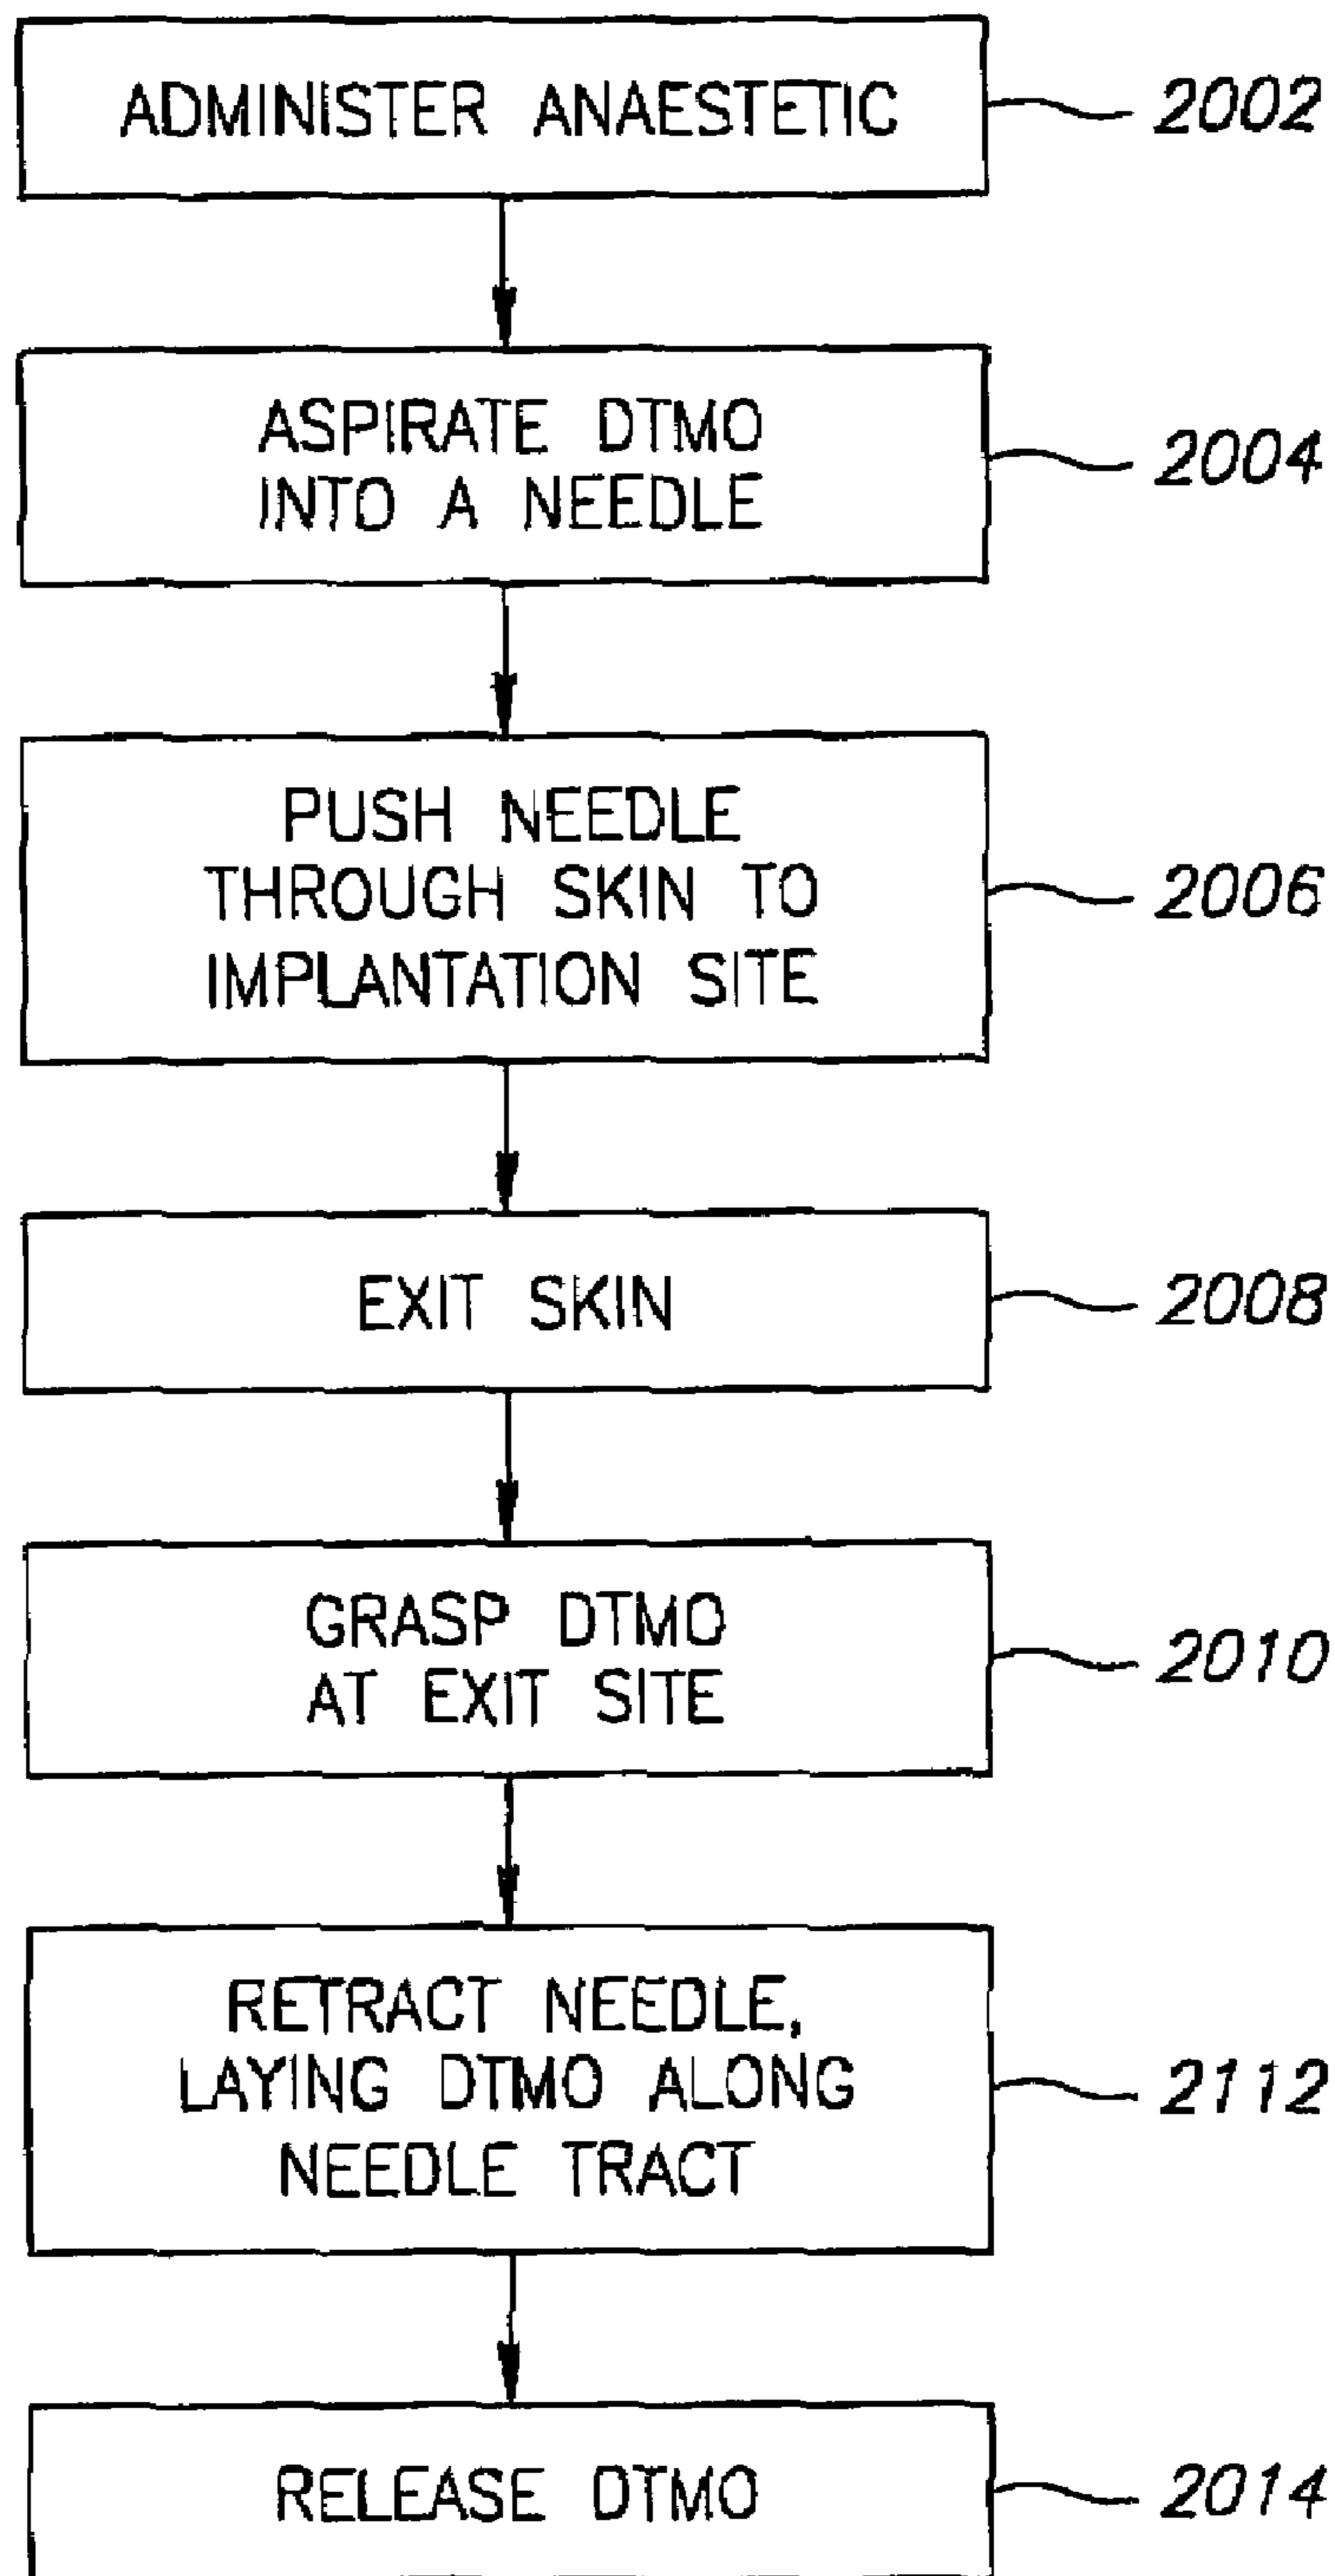 ADMINISTER ANAESTETIC
2002
ASPIRATE DTMO
INTO A NEEDLE
2004
PUSH NEEDLE
THROUGH SKIN TO
IMPLANTATION SITE
2006
EXIT SKIN
2008
GRASP DTMO
AT EXIT SITE
2010
RETRACT NEEDLE,
LAYING DTMO ALONG
NEEDLE TRACT
2112
RELEASE DTMO
2014